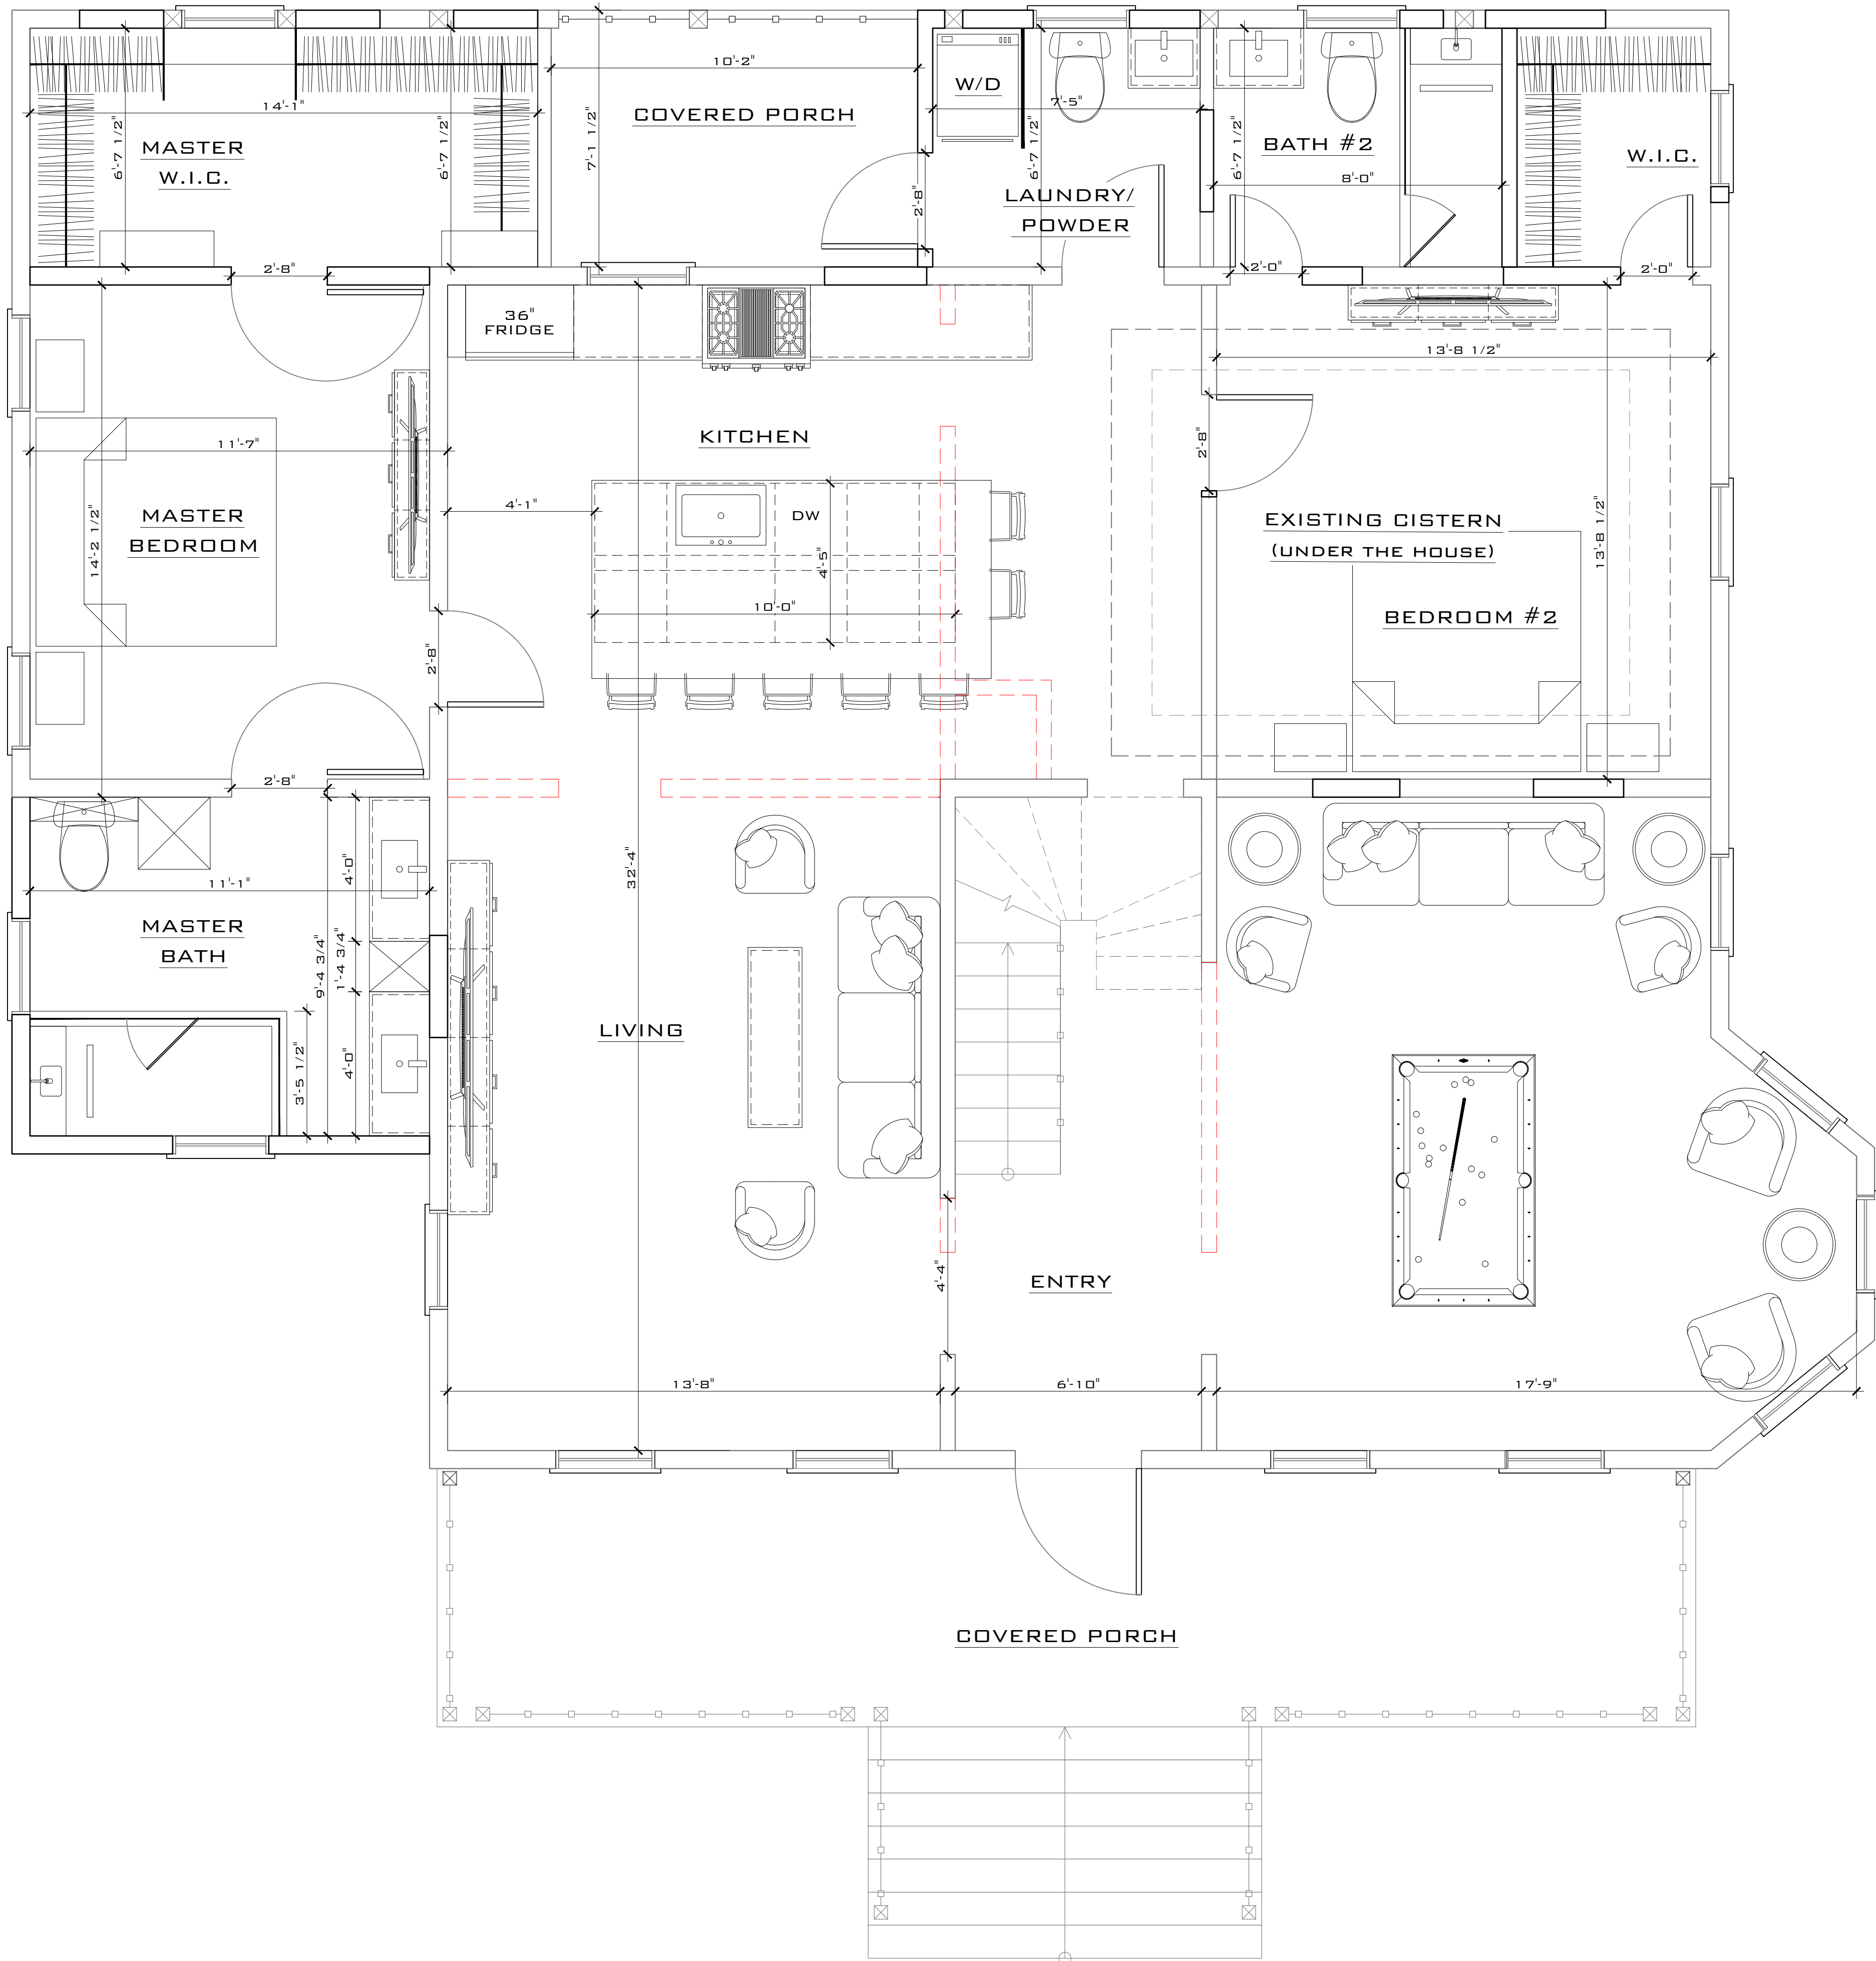 10'-2"
W/D
14'-1"
7'-5"
COVERED PORCH
6'-7 1/2"
6'-7 1/2"
7'-1 1/2"
6'-7 1/2"
6'-7 1/2"
MASTER
W.I.C.
BATH #2
W.I.C.
8'-0"
2'-8"
LAUNDRY/
POWDER
2'-8"
2'-0"
2'-0"
36"
FRIDGE
13'-8 1/2"
11'-7"
KITCHEN
2'-8"
4'-1"
DW
MASTER
BEDROOM
14'-2 1/2"
EXISTING CISTERN
(UNDER THE HOUSE)
13'-8 1/2"
4'-5"
10'-0"
BEDROOM #2
2'-8"
2'-8"
32'-4"
4'-0"
11'-1"
MASTER
BATH
9'-4 3/4"
1'-4 3/4"
LIVING
3'-5 1/2"
4'-0"
4'-4"
ENTRY
13'-8"
6'-10"
17'-9"
COVERED PORCH